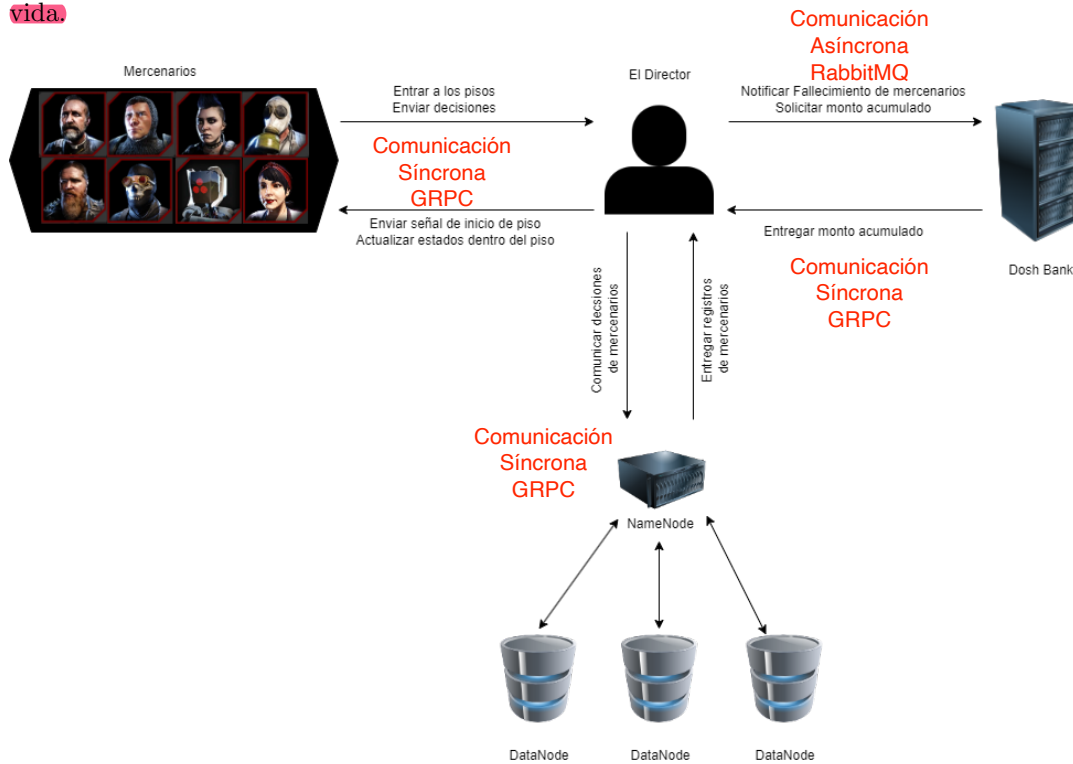 vida.
Comunicación
Asíncrona
RabbitMQ
Mercenarios
El Director
Entrar a los pisos
Enviar decisiones
Notificar Fallecimiento de mercenarios
Solicitar monto acumulado
Comunicación
Síncrona
GRPC
Enviar señal de inicio de piso
Actualizar estados dentro del piso
Entregar monto acumulado
Dosh Bank
Comunicación
Síncrona
GRPC
Comunicar decsiones
de mercenarios
Entregar registros
de mercenarios
Comunicación
Síncrona
GRPC
NameNode
DataNode
DataNode
DataNode